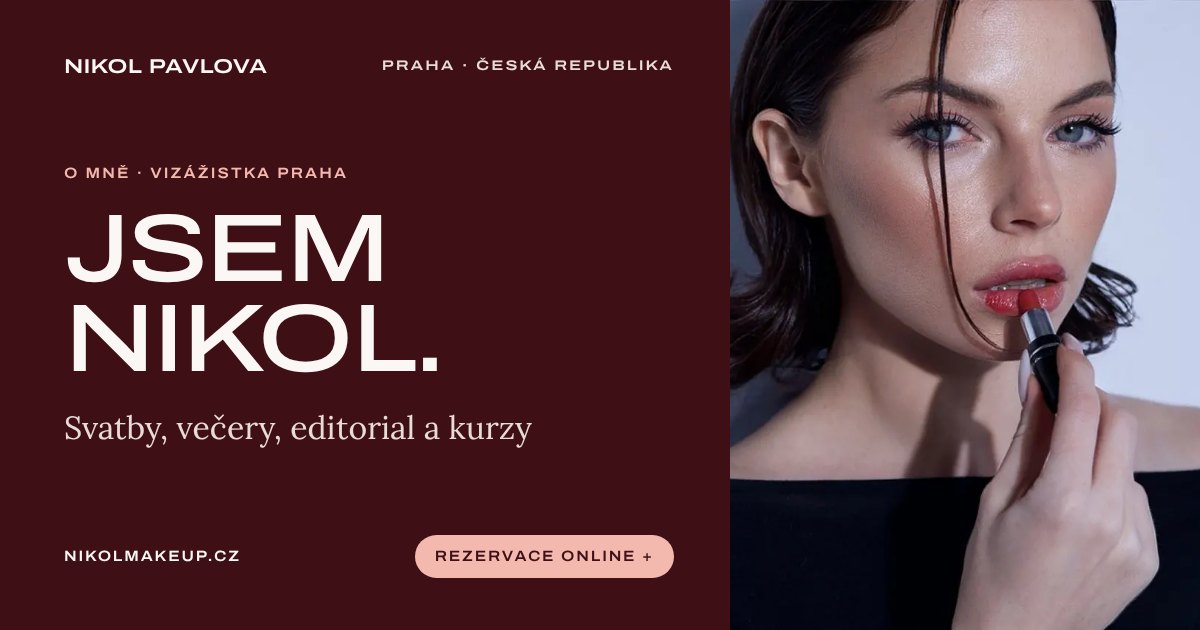 NIKOL PAVLOVA
PRAHA · ČESKÁ REPUBLIKA
O MNĚ · VIZÁŽISTKA PRAHA
JSEM
NIKOL.
Svatby, večery, editorial a kurzy
NIKOLMAKEUP.CZ
REZERVACE ONLINE +